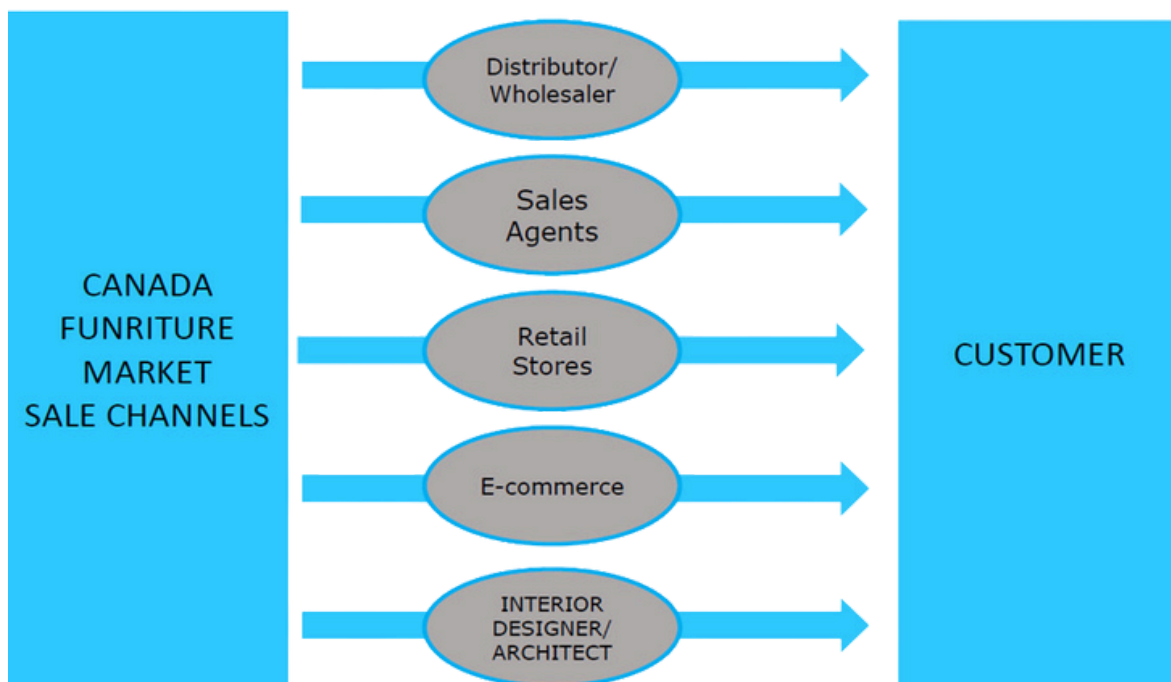 CANADA
FUNRITURE
MARKET
SALE CHANNELS
Distributor/
Wholesaler
Sales
Agents
Retail
Stores
E-commerce
INTERIOR
DESIGNER/
ARCHITECT
CUSTOMER